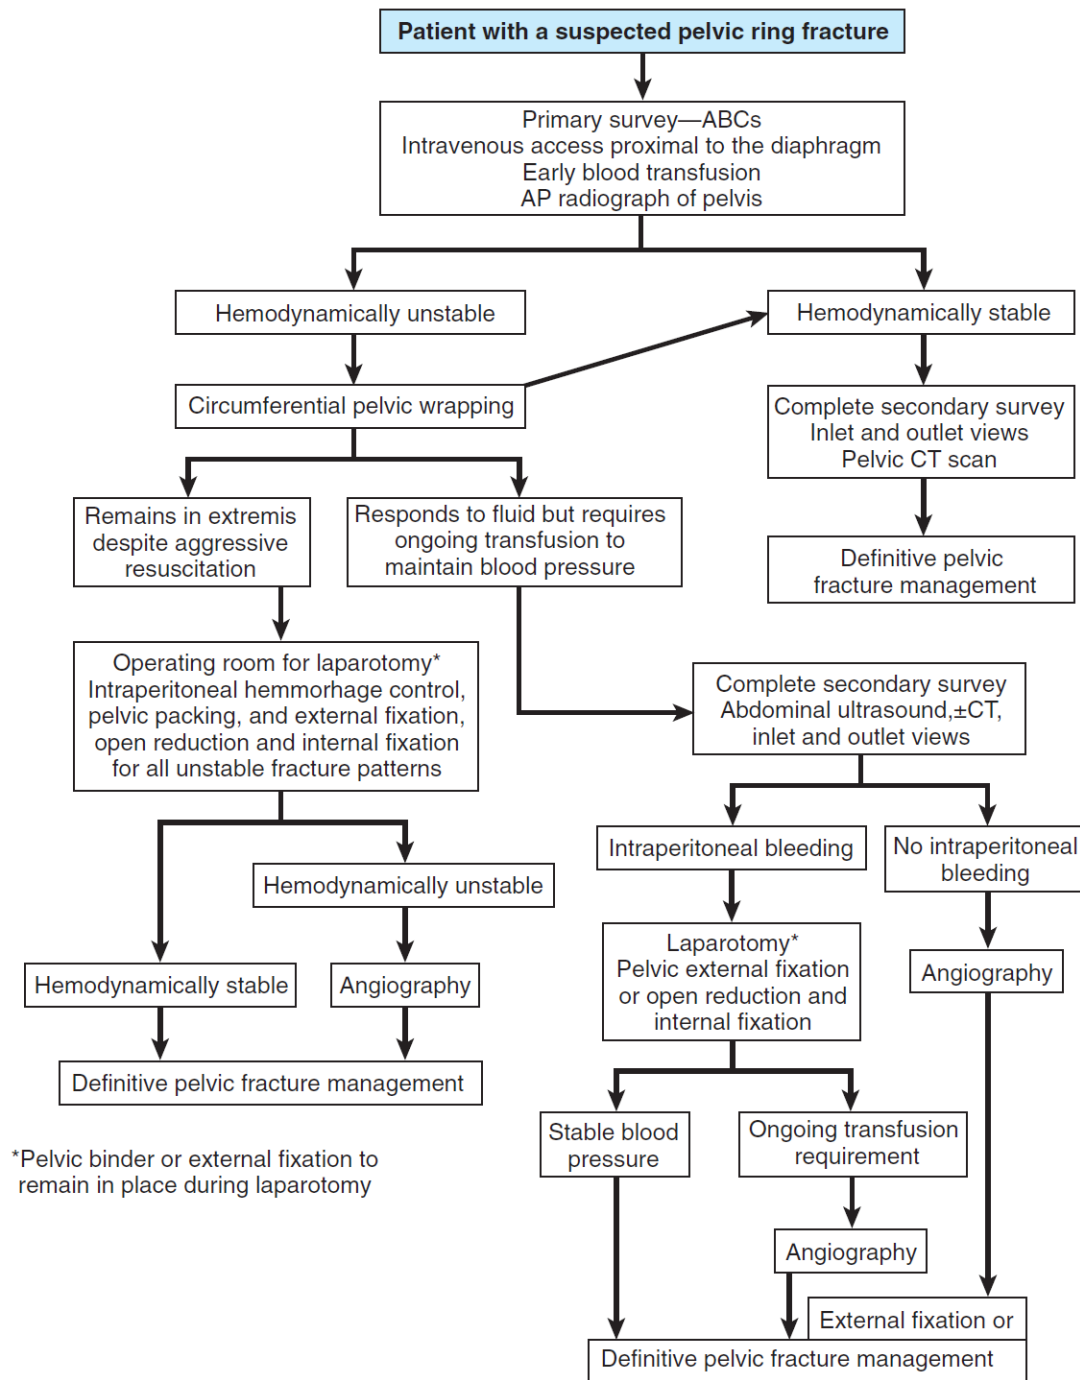 Patient with a suspected pelvic ring fracture
Primary survey—ABCs
Intravenous access proximal to the diaphragm
Early blood transfusion
AP radiograph of pelvis
Hemodynamically unstable
Hemodynamically stable
Circumferential pelvic wrapping
Complete secondary survey
Inlet and outlet views
Pelvic CT scan
Remains in extremis
despite aggressive
resuscitation
Responds to fluid but requires
ongoing transfusion to
maintain blood pressure
Definitive pelvic
fracture management
Operating room for laparotomy*
Intraperitoneal hemmorhage control,
pelvic packing, and external fixation,
open reduction and internal fixation
for all unstable fracture patterns
Complete secondary survey
Abdominal ultrasound,±CT,
inlet and outlet views
Intraperitoneal bleeding
No intraperitoneal
bleeding
Hemodynamically unstable
Laparotomy*
Pelvic external fixation
or open reduction and
internal fixation
Hemodynamically stable
Angiography
Angiography
Definitive pelvic fracture management
Stable blood
pressure
Ongoing transfusion
requirement
*Pelvic binder or external fixation to
remain in place during laparotomy
Angiography
External fixation or
Definitive pelvic fracture management